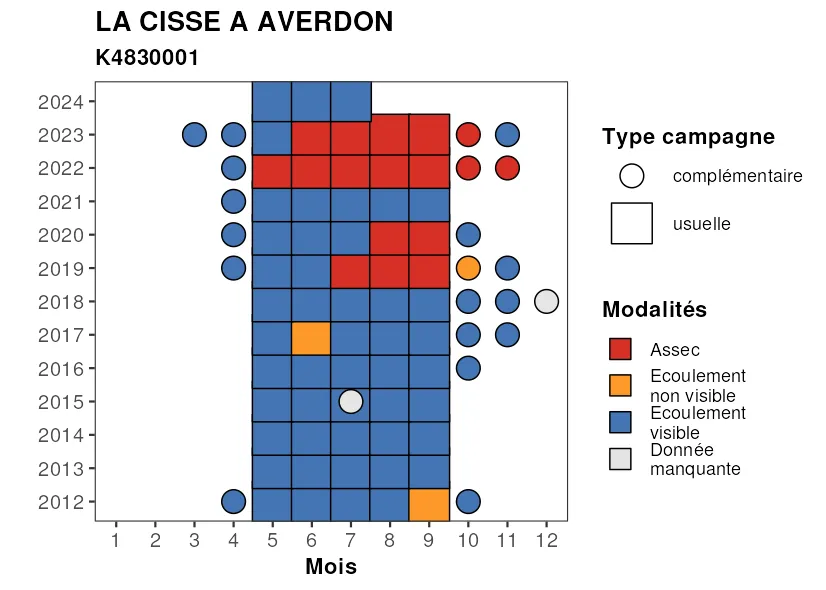 LA CISSE A AVERDON
K4830001
2024
2023
2022
2021
2020
2019
2018
2017
2016
2015
2014
2013
2012
1 2 3 4 5 6 7 8 9 10 11 12
Mois
Type campagne
complémentaire
usuelle
Modalités
Assec
Ecoulement
non visible
Ecoulement
visible
Donnée
manquante